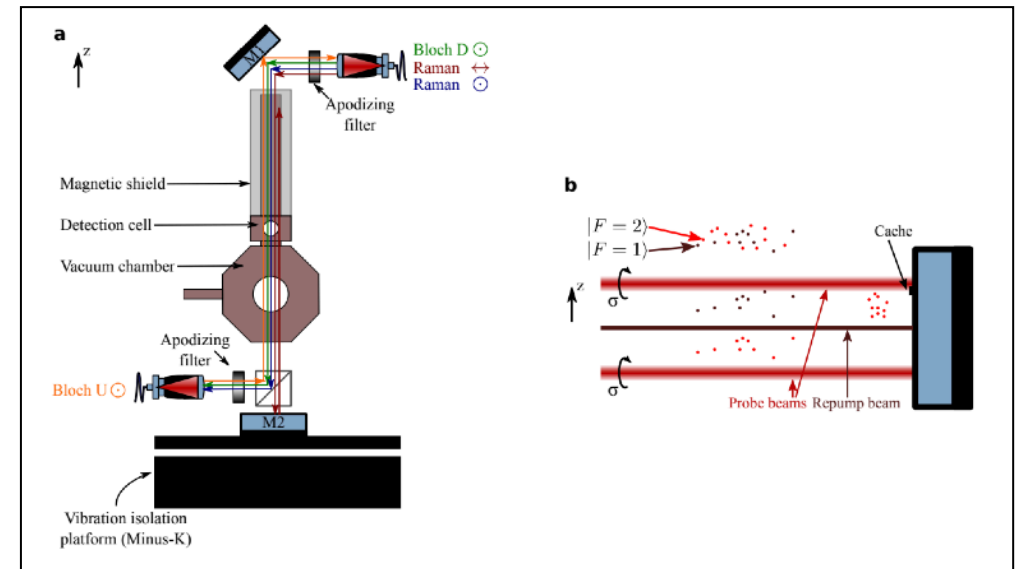 a
z
M1
Bloch D ⊙
Raman ↔
Raman ⊙
Apodizing
filter
Magnetic shield
Detection cell
Vacuum chamber
Apodizing
filter
Bloch U ⊙
M2
Vibration isolation
platform (Minus-K)
b
|F = 2⟩
|F = 1⟩
Cache
z
σ
σ
Probe beams Repump beam